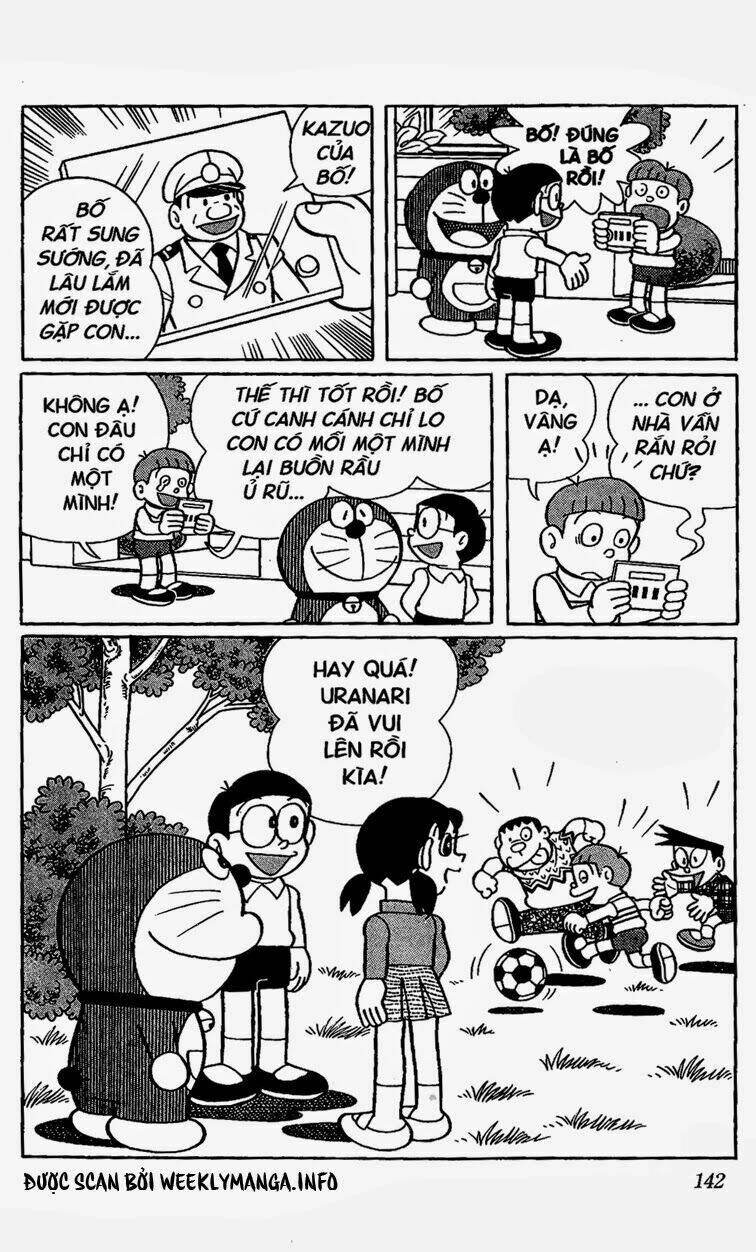 BỐ! ĐÚNG
LÀ BỐ
RỒI!
KAZUO
CỦA
BỐ!
BỐ
RẤT SUNG
SƯỚNG, ĐÃ
LÂU LẮM
MỚI ĐƯỢC
GẶP CON...
... CON Ở
NHÀ VẪN
RẮN RỎI
CHỨ?
DẠ,
VÂNG
Ạ!
THẾ THÌ TỐT RỒI! BỐ
CỨ CANH CÁNH CHỈ LO
CON CÓ MỒI MỘT MÌNH
LẠI BUỒN RẦU
Ủ RŨ...
KHÔNG Ạ!
CON ĐÂU
CHỈ CÓ
MỘT
MÌNH!
HAY QUÁ!
URANARI
ĐÃ VUI
LÊN RỒI
KÌA!
ĐƯỢC SCAN BỞI WEEKLYMANGA.INFO
142